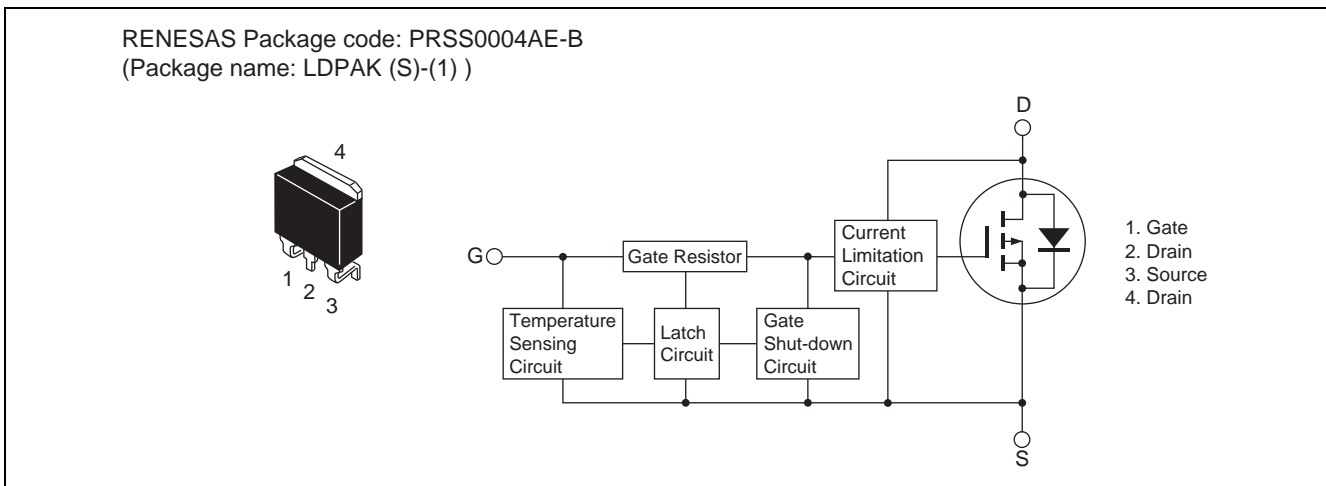 RENESAS Package code: PRSS0004AE-B
(Package name: LDPAK (S)-(1) )
4
1
2
3
D
G
Gate Resistor
Current
Limitation
Circuit
Temperature
Sensing
Circuit
Latch
Circuit
Gate
Shut-down
Circuit
S
1. Gate
2. Drain
3. Source
4. Drain